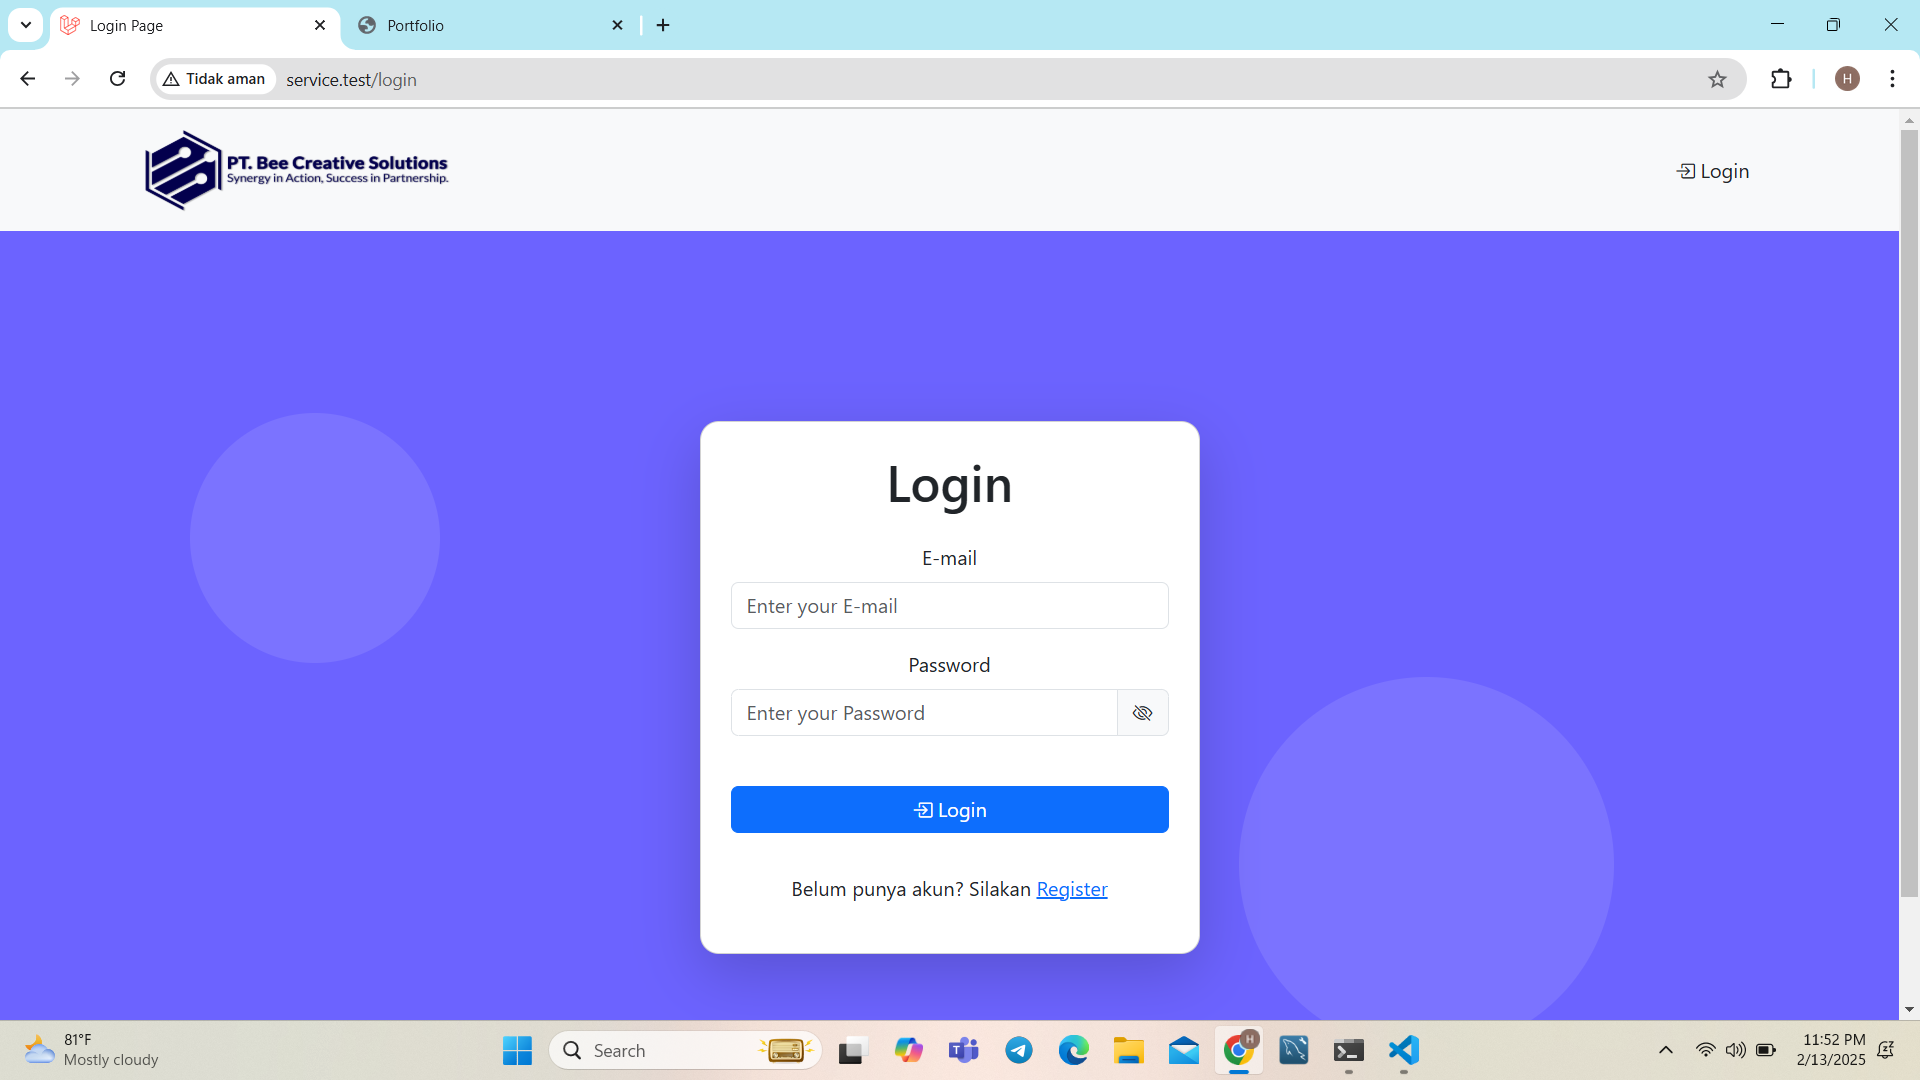 Login Page
Portfolio
Tidak aman
service.test/login
H
PT. Bee Creative Solutions
Synergy in Action, Success in Partnership.
Login
Login
E-mail
Enter your E-mail
Password
Enter your Password
Login
Belum punya akun? Silakan Register
81°F
Mostly cloudy
Search
H
11:52 PM
2/13/2025